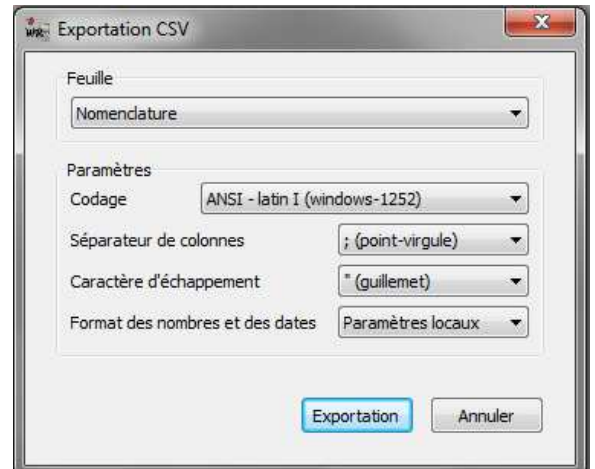 Exportation CSV
Feuille
Nomenclature
Paramètres
Codage ANSI - latin I (windows-1252)
Séparateur de colonnes ; (point-virgule)
Caractère d'échappement " (guillemet)
Format des nombres et des dates Paramètres locaux
Exportation Annuler